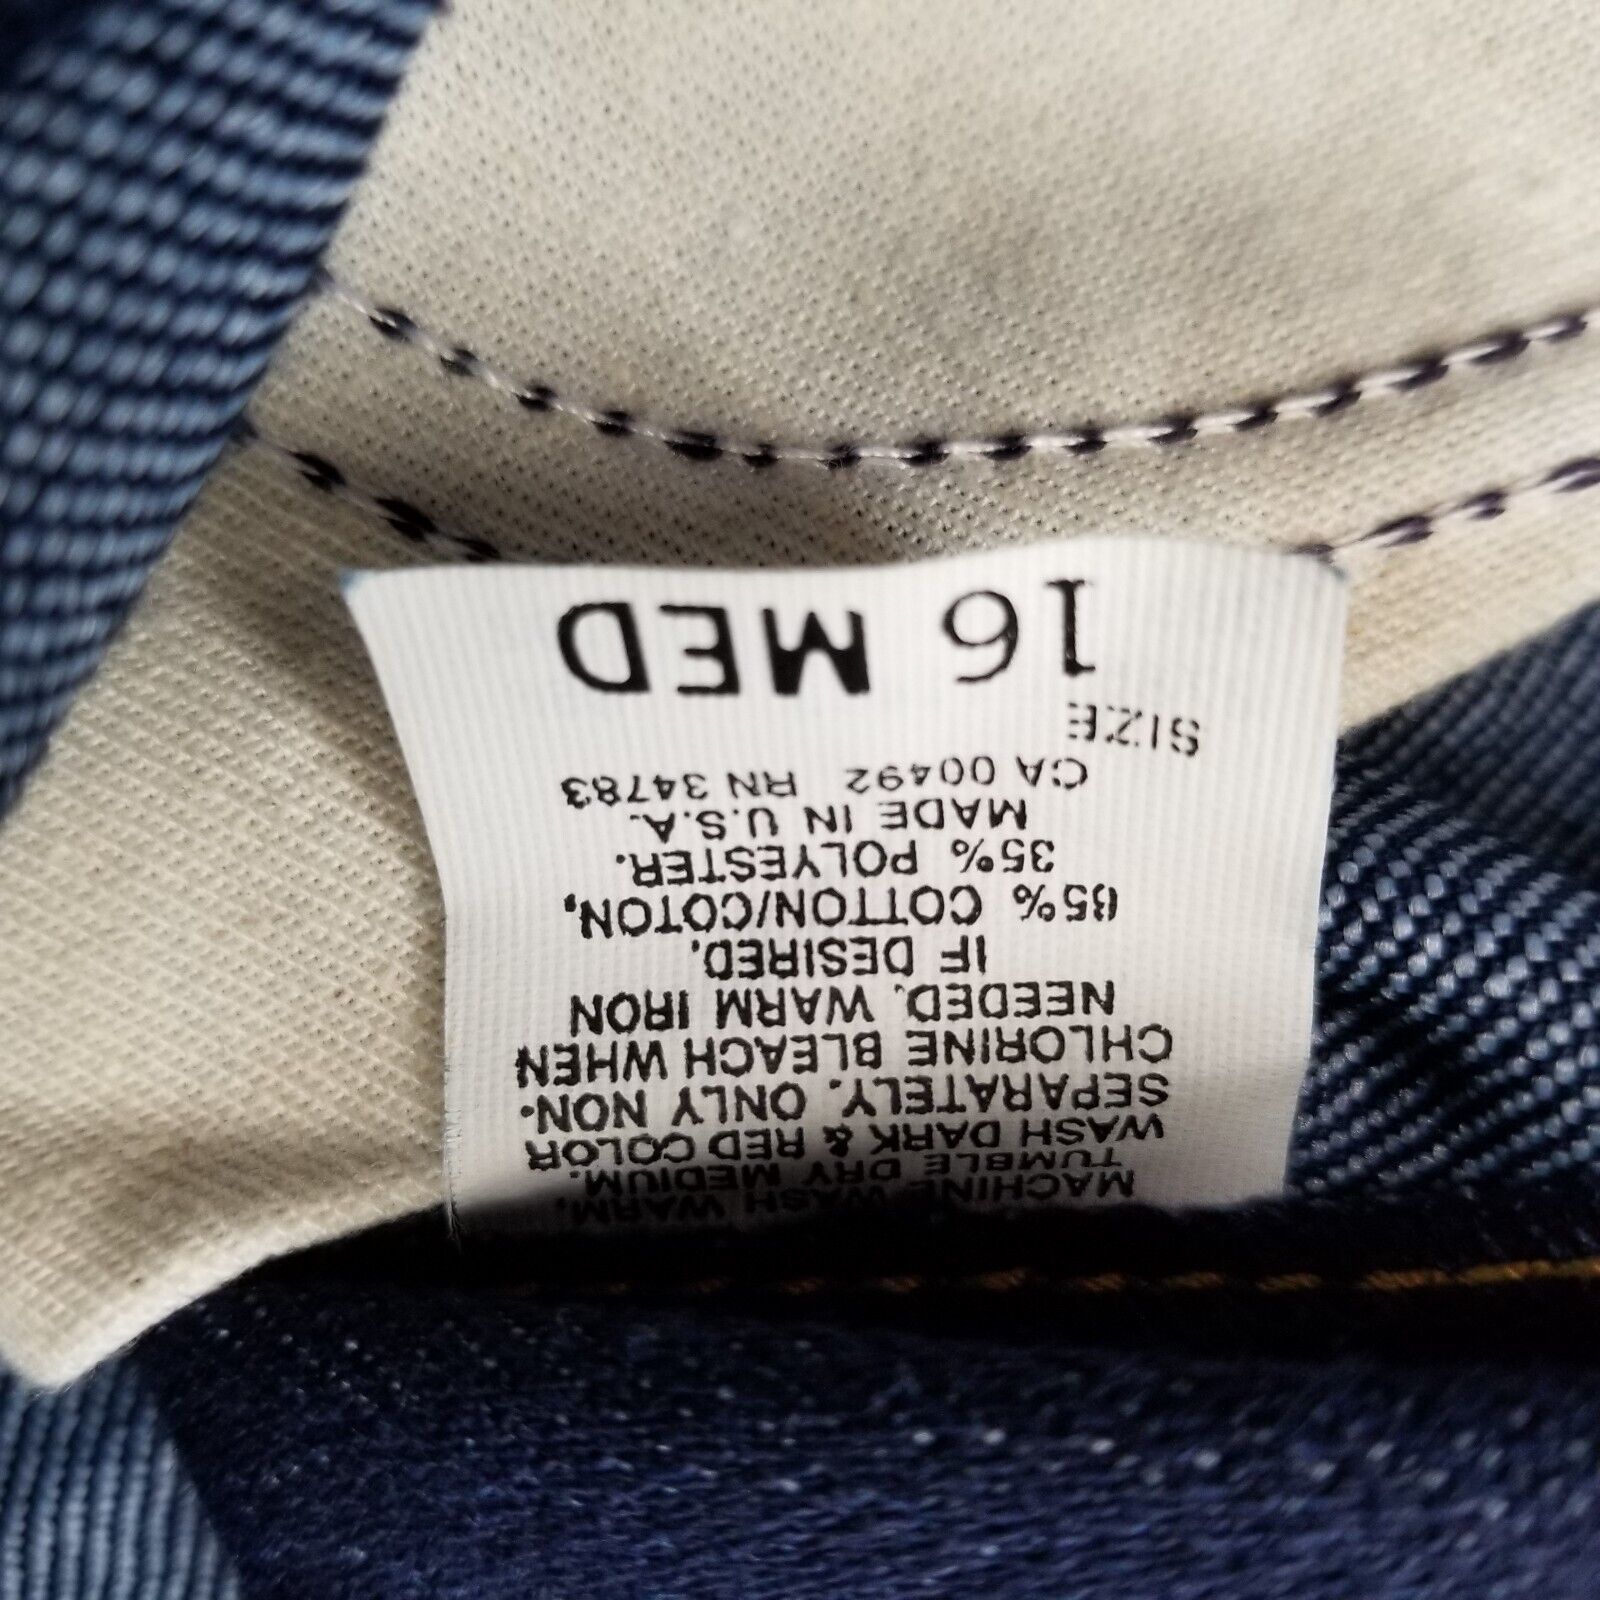 MACHINE WASH WARM.
TUMBLE DRY MEDIUM.
WASH DARK & RED COLOR
SEPARATELY. ONLY NON-
CHLORINE BLEACH WHEN
NEEDED. WARM IRON
IF DESIRED.
65% COTTON/COTON,
35% POLYESTER.
MADE IN U.S.A.
CA 00492 RN 34783
SIZE
16 MED